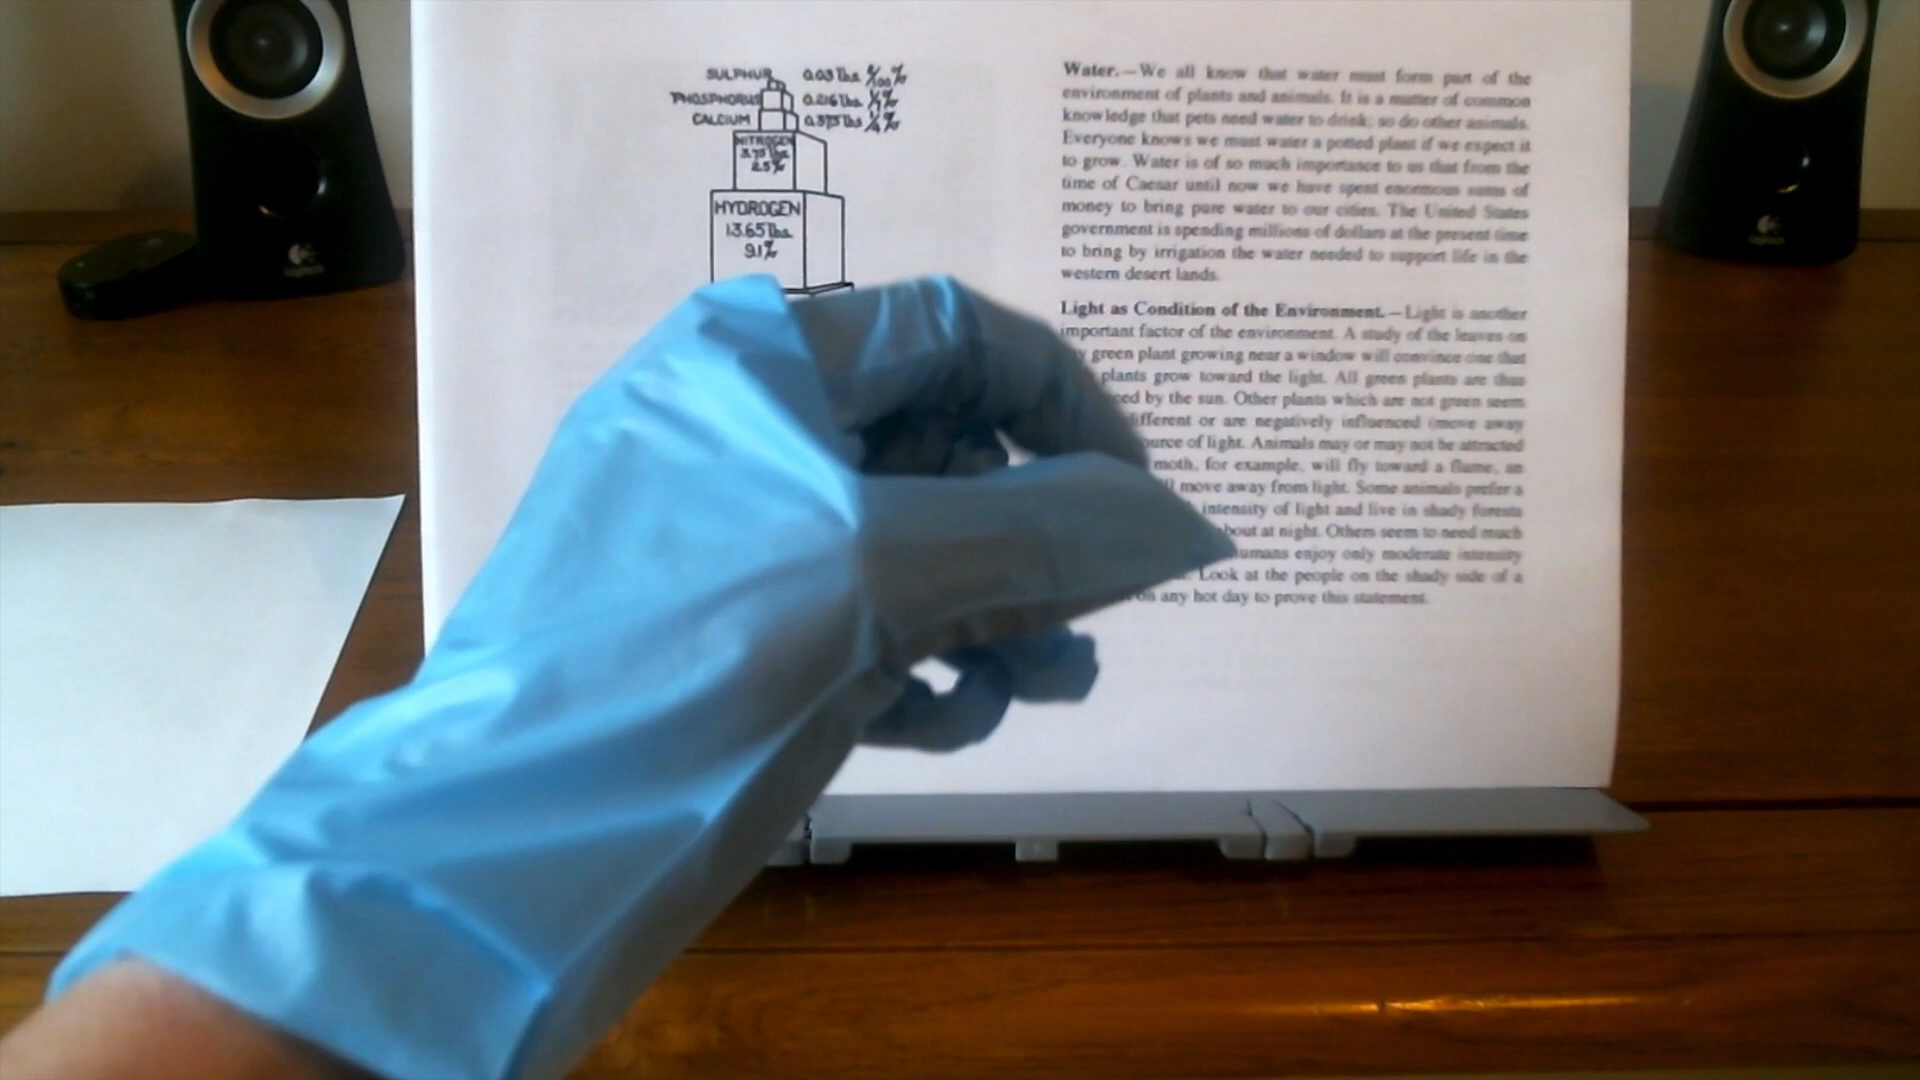 SULPHUR 0.03 lbs.
PHOSPHORUS 0.216 lbs.
CALCIUM 0.375 lbs ¼%
NITROGEN
3.75 lbs.
2.5%
HYDROGEN
13.65 lbs.
9.1%
Water.—We all know that water must form part of the
environment of plants and animals. It is a matter of common
knowledge that pets need water to drink; so do other animals.
Everyone knows we must water a potted plant if we expect it
to grow. Water is of so much importance to us that from the
time of Caesar until now we have spent enormous sums of
money to bring pure water to our cities. The United States
government is spending millions of dollars at the present time
to bring by irrigation the water needed to support life in the
western desert lands.
Light as Condition of the Environment.—Light is another
important factor of the environment. A study of the leaves on
green plant growing near a window will convince one that
plants grow toward the light. All green plants are thus
by the sun. Other plants which are not green seem
different or are negatively influenced (move away
of light. Animals may or may not be attracted
moth, for example, will fly toward a flame, an
move away from light. Some animals prefer a
intensity of light and live in shady forests
about at night. Others seem to need much
humans enjoy only moderate intensity
Look at the people on the shady side of a
on any hot day to prove this statement.
logitech
logitech